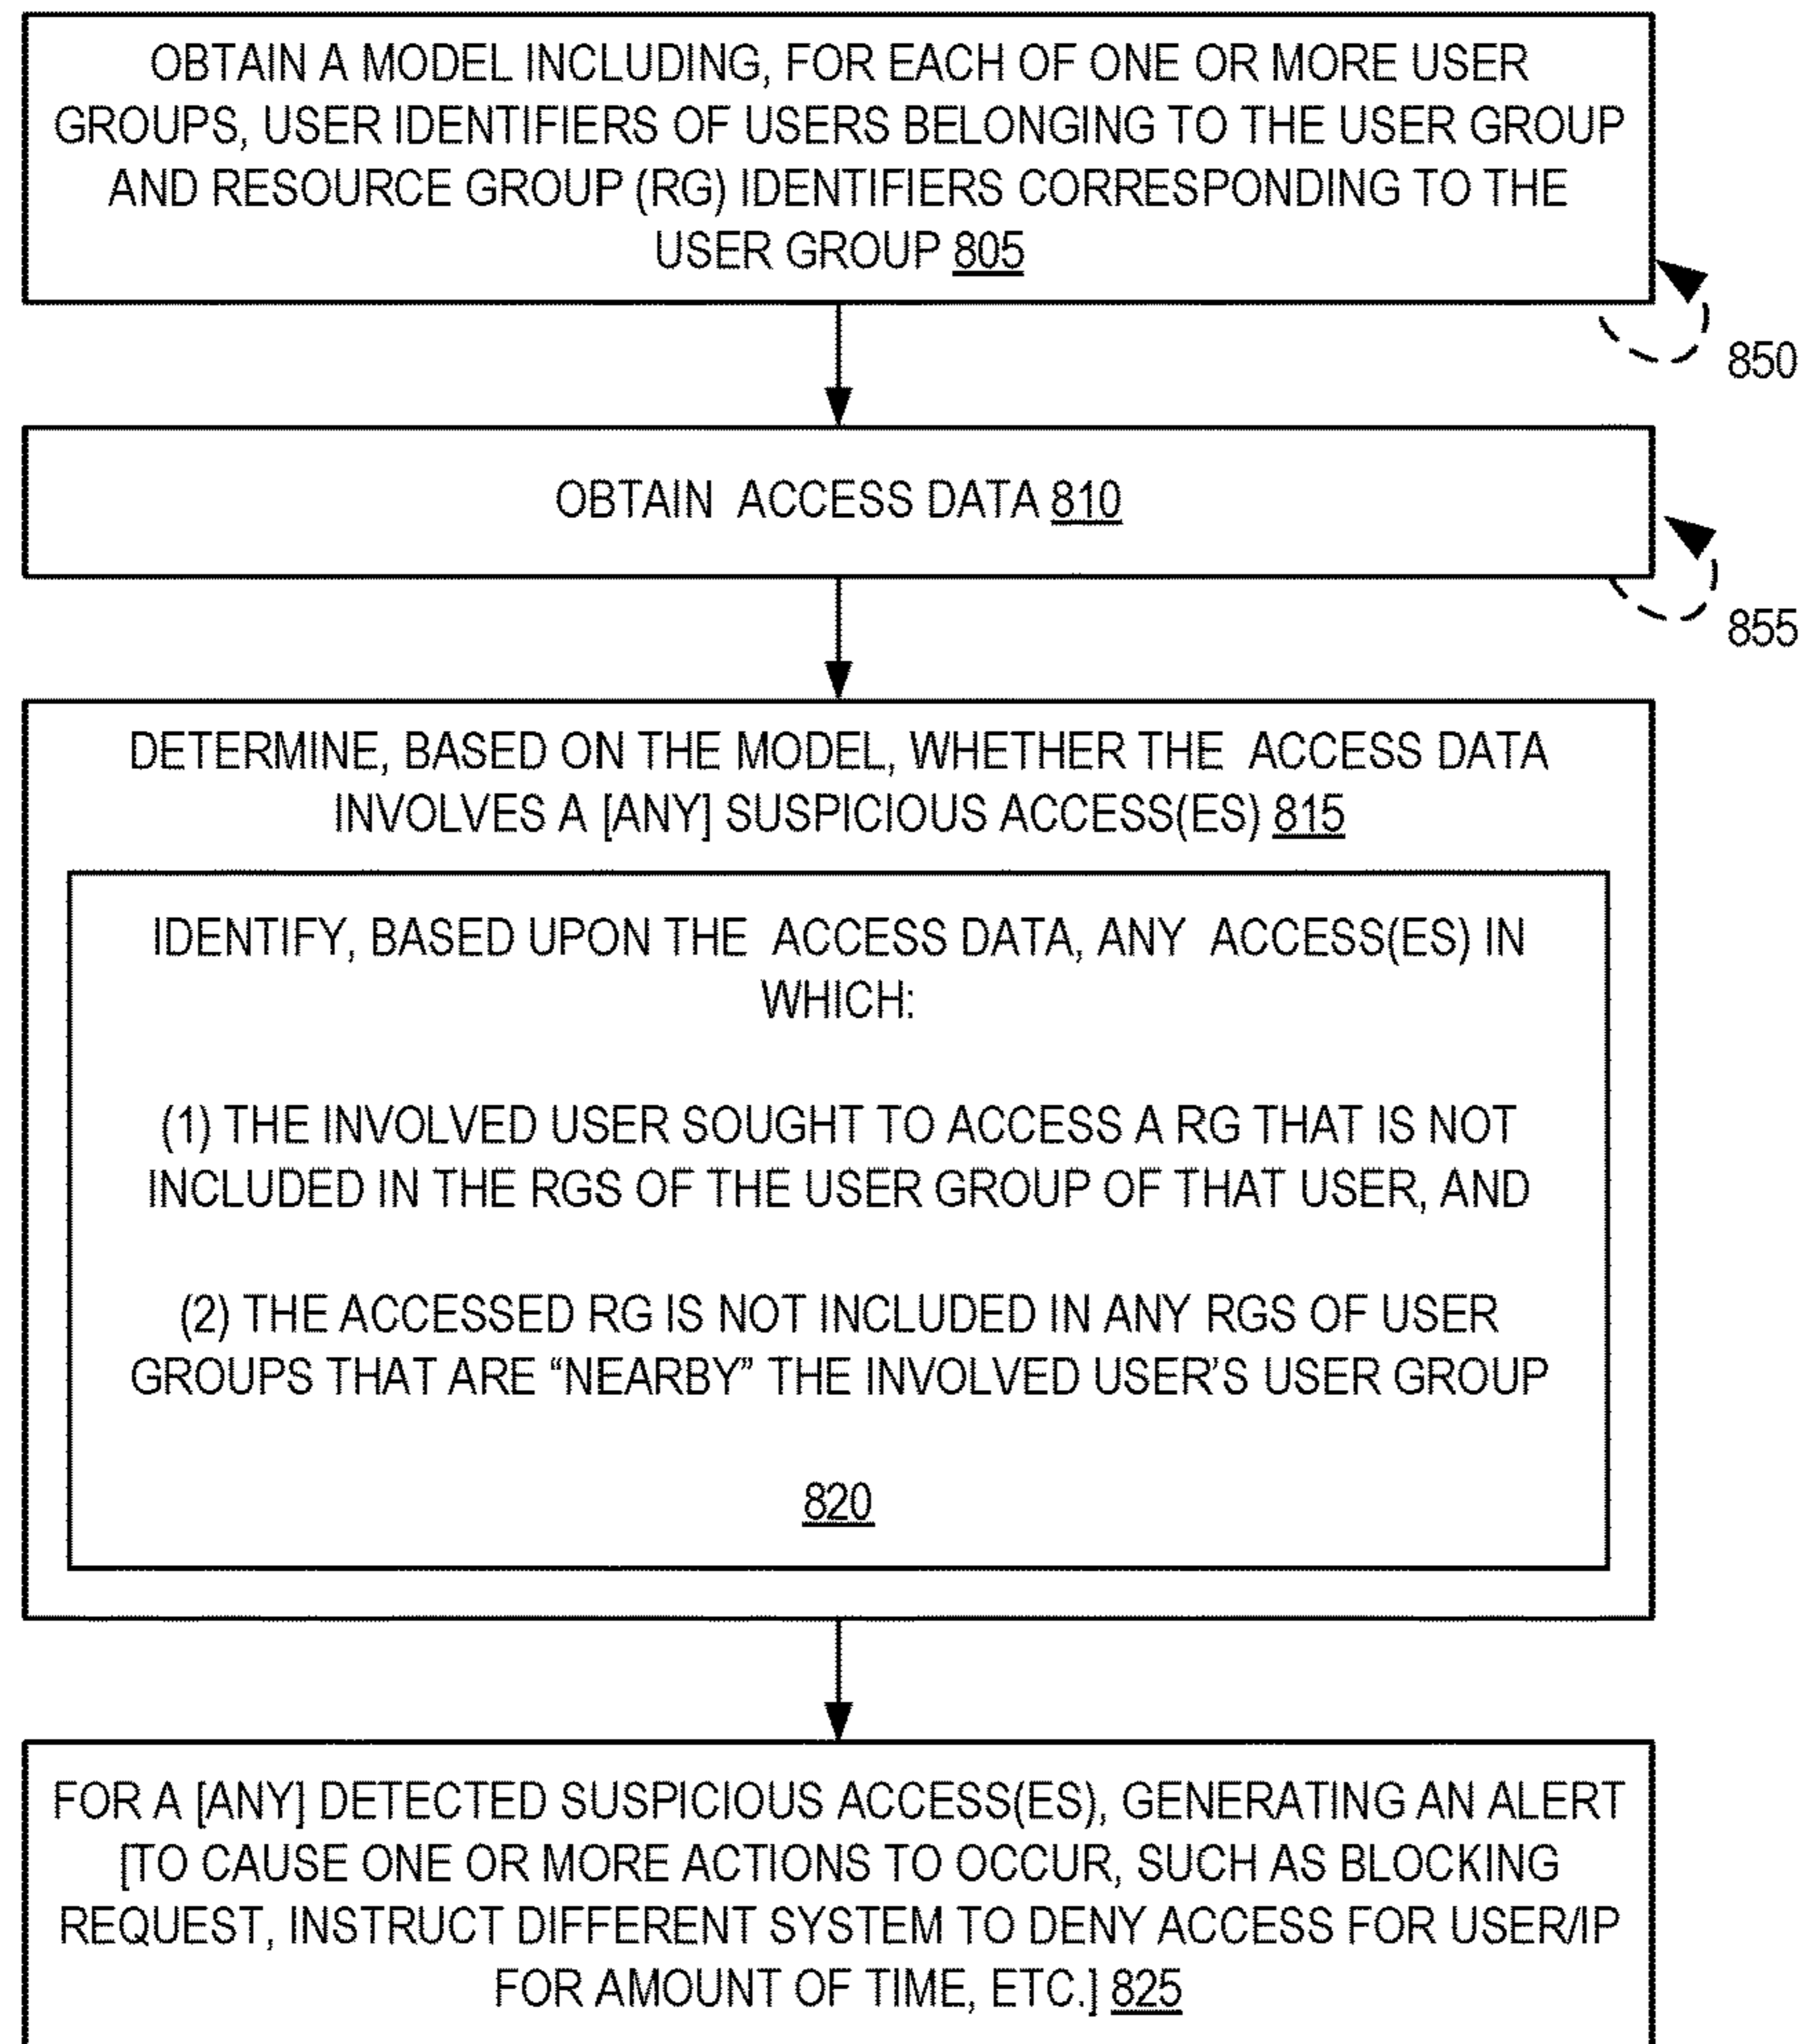 OBTAIN A MODEL INCLUDING, FOR EACH OF ONE OR MORE USER
GROUPS, USER IDENTIFIERS OF USERS BELONGING TO THE USER GROUP
AND RESOURCE GROUP (RG) IDENTIFIERS CORRESPONDING TO THE
USER GROUP 805
850
OBTAIN ACCESS DATA 810
855
DETERMINE, BASED ON THE MODEL, WHETHER THE ACCESS DATA
INVOLVES A [ANY] SUSPICIOUS ACCESS(ES) 815
IDENTIFY, BASED UPON THE ACCESS DATA, ANY ACCESS(ES) IN
WHICH:
(1) THE INVOLVED USER SOUGHT TO ACCESS A RG THAT IS NOT
INCLUDED IN THE RGS OF THE USER GROUP OF THAT USER, AND
(2) THE ACCESSED RG IS NOT INCLUDED IN ANY RGS OF USER
GROUPS THAT ARE “NEARBY” THE INVOLVED USER’S USER GROUP
820
FOR A [ANY] DETECTED SUSPICIOUS ACCESS(ES), GENERATING AN ALERT
[TO CAUSE ONE OR MORE ACTIONS TO OCCUR, SUCH AS BLOCKING
REQUEST, INSTRUCT DIFFERENT SYSTEM TO DENY ACCESS FOR USER/IP
FOR AMOUNT OF TIME, ETC.] 825